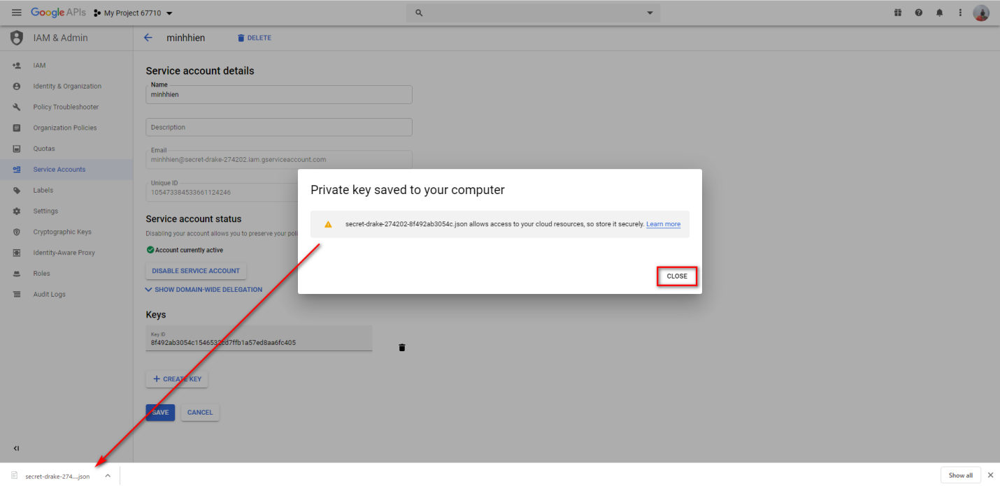 Google APIs My Project 67710
IAM & Admin
minhhien
DELETE
IAM
Identity & Organization
Policy Troubleshooter
Organization Policies
Quotas
Service Accounts
Labels
Settings
Cryptographic Keys
Identity-Aware Proxy
Roles
Audit Logs
Service account details
Name
minhhien
Description
Email
minhhien@secret-drake-274202.iam.gserviceaccount.com
Unique ID
105473384533661124246
Service account status
Disabling your account allows you to preserve your poli
Account currently active
DISABLE SERVICE ACCOUNT
SHOW DOMAIN-WIDE DELEGATION
Keys
Key ID
CREATE KEY
SAVE
CANCEL
Private key saved to your computer
secret-drake-274202-8f492ab3054c.json allows access to your cloud resources, so store it securely. Learn more
CLOSE
secret-drake-274....json
Show all